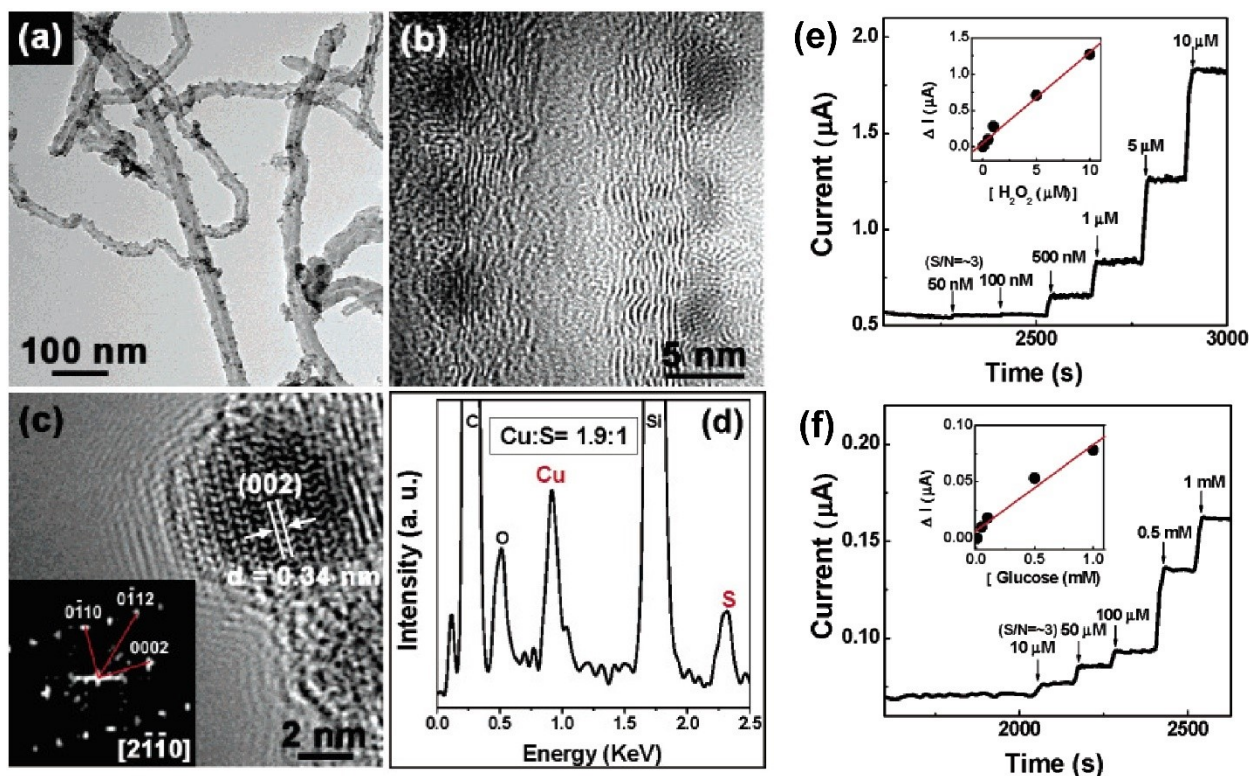 (a)
100 nm
(b)
5 nm
(c)
(002)
d = 0.34 nm
01̄10
01̄12
0002
[21̄1̄0]
2 nm
(d)
Cu:S= 1.9:1
C
O
Cu
Si
S
Intensity (a. u.)
0.0 0.5 1.0 1.5 2.0 2.5
Energy (KeV)
(e)
Current (μA)
2.0
1.5
1.0
0.5
Δ I (μA)
1.5
1.0
0.5
0.0
0 5 10
[ H₂O₂ (μM)]
(S/N=~3)
50 nM
100 nM
500 nM
1 μM
5 μM
10 μM
2500 3000
Time (s)
(f)
Current (μA)
0.20
0.15
0.10
Δ I (μA)
0.10
0.05
0.00
0.0 0.5 1.0
[ Glucose (mM)]
(S/N=~3)
10 μM
50 μM
100 μM
0.5 mM
1 mM
2000 2500
Time (s)